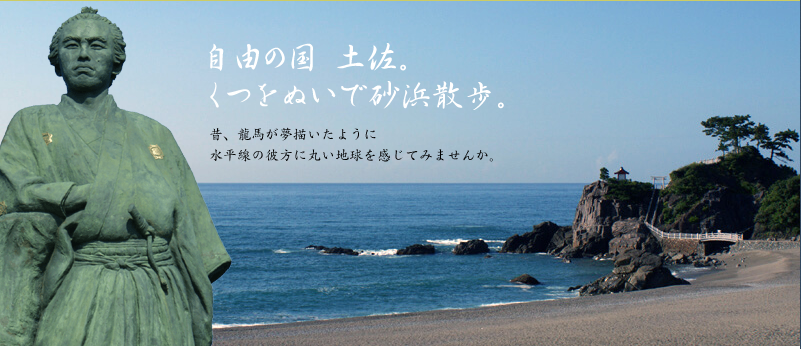 自由の国 土佐。
くつをぬいで砂浜散歩。
昔、龍馬が夢描いたように
水平線の彼方に丸い地球を感じてみませんか。